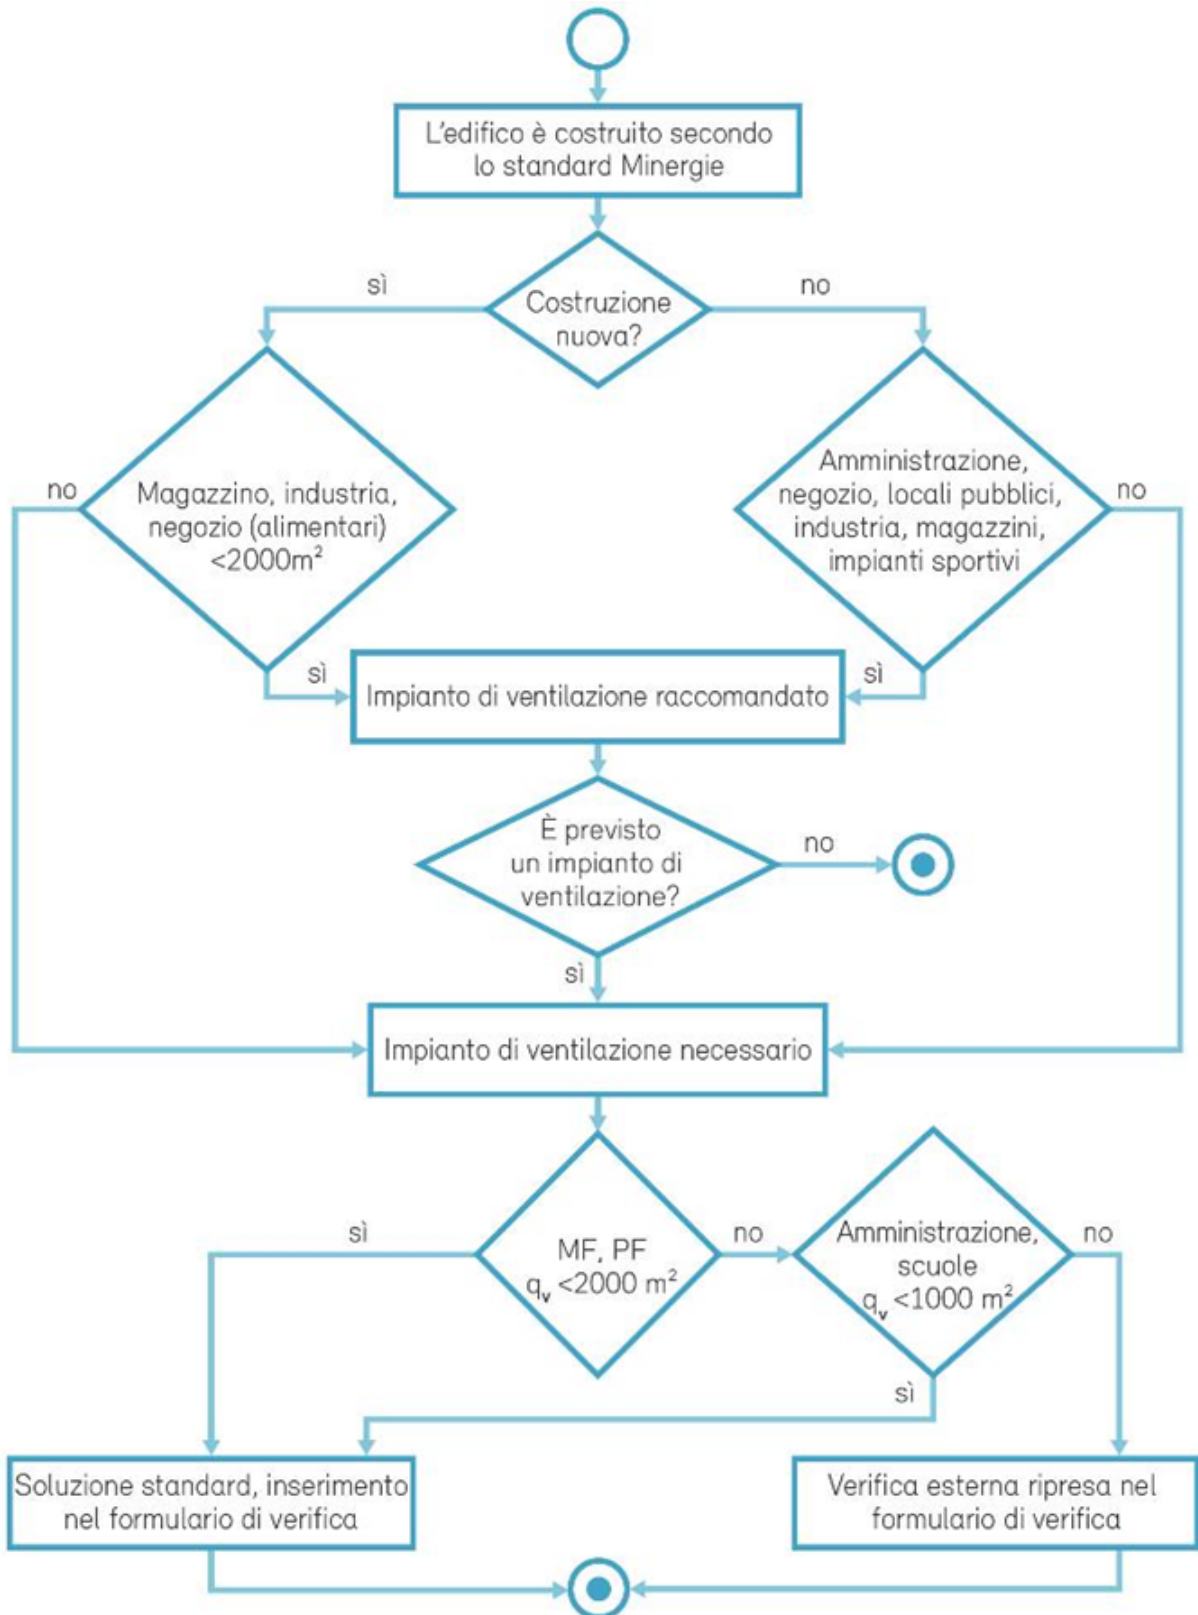 L'edifico è costruito secondo
lo standard Minergie
sì
no
Costruzione
nuova?
no
Magazzino, industria,
negozio (alimentari)
<2000m²
Amministrazione,
negozio, locali pubblici,
industria, magazzini,
impianti sportivi
no
sì
sì
Impianto di ventilazione raccomandato
È previsto
un impianto di
ventilazione?
no
sì
Impianto di ventilazione necessario
sì
MF, PF
qᵥ <2000 m²
no
Amministrazione,
scuole
qᵥ <1000 m²
no
sì
Soluzione standard, inserimento
nel formulario di verifica
Verifica esterna ripresa nel
formulario di verifica